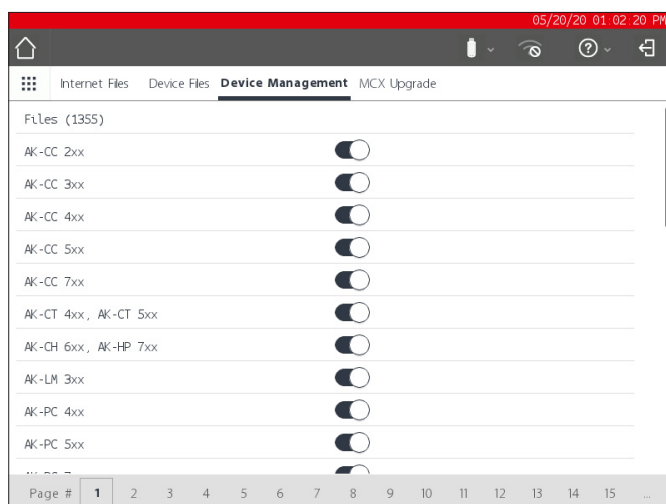 05/20/20 01:02:20 PM
?
Internet Files Device Files Device Management MCX Upgrade
Files (1355)
AK-CC 2xx
AK-CC 3xx
AK-CC 4xx
AK-CC 5xx
AK-CC 7xx
AK-CT 4xx, AK-CT 5xx
AK-CH 6xx, AK-HP 7xx
AK-LM 3xx
AK-PC 4xx
AK-PC 5xx
Page # 1 2 3 4 5 6 7 8 9 10 11 12 13 14 15 ...